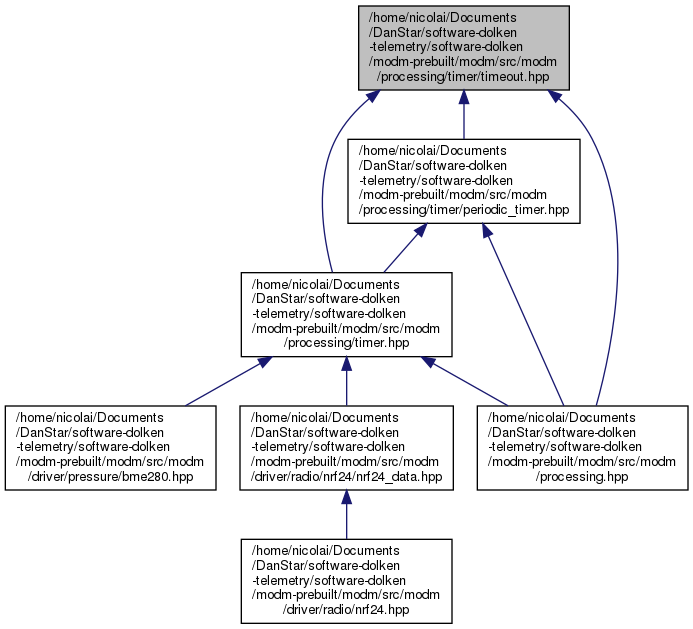 /home/nicolai/Documents
/DanStar/software-dolken
-telemetry/software-dolken
/modm-prebuilt/modm/src/modm
/processing/timer/timeout.hpp
/home/nicolai/Documents
/DanStar/software-dolken
-telemetry/software-dolken
/modm-prebuilt/modm/src/modm
/processing/timer/periodic_timer.hpp
/home/nicolai/Documents
/DanStar/software-dolken
-telemetry/software-dolken
/modm-prebuilt/modm/src/modm
/processing/timer.hpp
/home/nicolai/Documents
/DanStar/software-dolken
-telemetry/software-dolken
/modm-prebuilt/modm/src/modm
/driver/pressure/bme280.hpp
/home/nicolai/Documents
/DanStar/software-dolken
-telemetry/software-dolken
/modm-prebuilt/modm/src/modm
/driver/radio/nrf24/nrf24_data.hpp
/home/nicolai/Documents
/DanStar/software-dolken
-telemetry/software-dolken
/modm-prebuilt/modm/src/modm
/processing.hpp
/home/nicolai/Documents
/DanStar/software-dolken
-telemetry/software-dolken
/modm-prebuilt/modm/src/modm
/driver/radio/nrf24.hpp